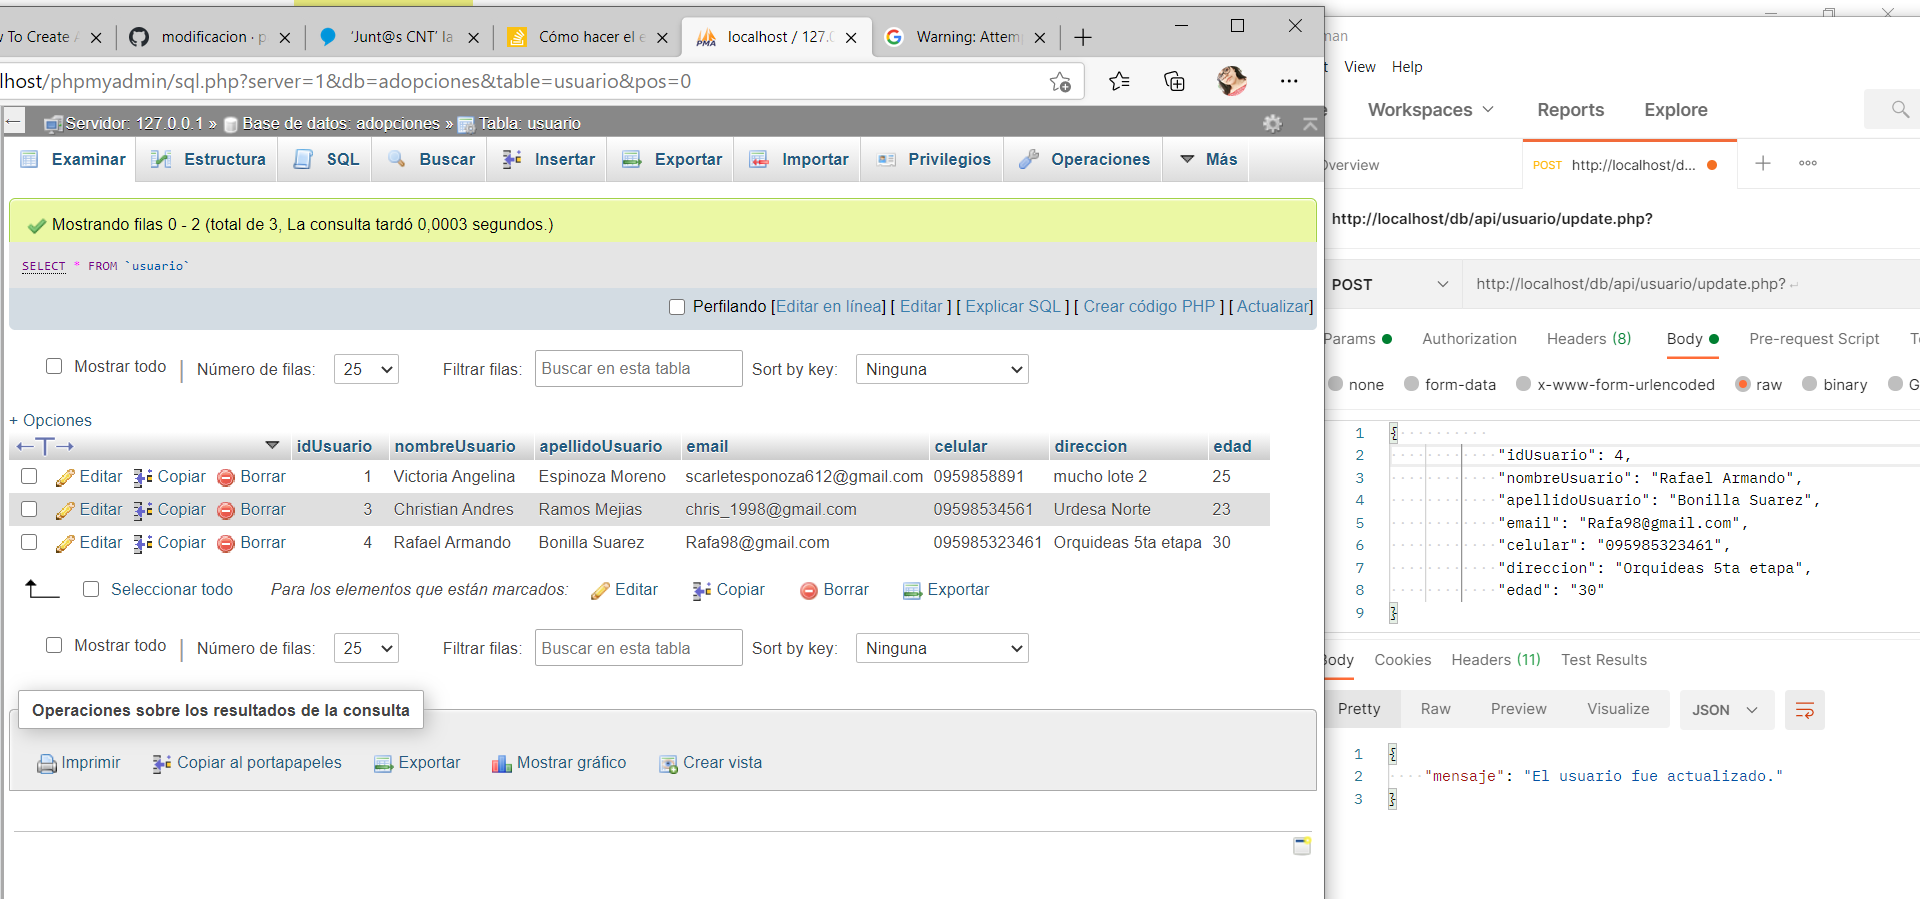 v To Create A
modificacion · p
'Junt@s CNT' la
Cómo hacer el e
localhost / 127.0
Warning: Attem
lhost/phpmyadmin/sql.php?server=1&db=adopciones&table=usuario&pos=0
Servidor: 127.0.0.1 » Base de datos: adopciones » Tabla: usuario
Examinar Estructura SQL Buscar Insertar Exportar Importar Privilegios Operaciones Más
Mostrando filas 0 - 2 (total de 3, La consulta tardó 0,0003 segundos.)
SELECT * FROM `usuario`
Perfilando [Editar en línea] [ Editar ] [ Explicar SQL ] [ Crear código PHP ] [ Actualizar]
Mostrar todo | Número de filas: 25 Filtrar filas: Buscar en esta tabla Sort by key: Ninguna
+ Opciones
←T→ idUsuario nombreUsuario apellidoUsuario email celular direccion edad
Editar Copiar Borrar 1 Victoria Angelina Espinoza Moreno scarletesponoza612@gmail.com 0959858891 mucho lote 2 25
Editar Copiar Borrar 3 Christian Andres Ramos Mejias chris_1998@gmail.com 09598534561 Urdesa Norte 23
Editar Copiar Borrar 4 Rafael Armando Bonilla Suarez Rafa98@gmail.com 095985323461 Orquideas 5ta etapa 30
Seleccionar todo Para los elementos que están marcados: Editar Copiar Borrar Exportar
Mostrar todo | Número de filas: 25 Filtrar filas: Buscar en esta tabla Sort by key: Ninguna
Operaciones sobre los resultados de la consulta
Imprimir Copiar al portapapeles Exportar Mostrar gráfico Crear vista
man
t View Help
e Workspaces Reports Explore
Overview POST http://localhost/d... + ooo
http://localhost/db/api/usuario/update.php?
POST http://localhost/db/api/usuario/update.php?
Params Authorization Headers (8) Body Pre-request Script T
none form-data x-www-form-urlencoded raw binary G
1 {
2 "idUsuario": 4,
3 "nombreUsuario": "Rafael Armando",
4 "apellidoUsuario": "Bonilla Suarez",
5 "email": "Rafa98@gmail.com",
6 "celular": "095985323461",
7 "direccion": "Orquideas 5ta etapa",
8 "edad": "30"
9 }
Body Cookies Headers (11) Test Results
Pretty Raw Preview Visualize JSON
1 {
2 "mensaje": "El usuario fue actualizado."
3 }